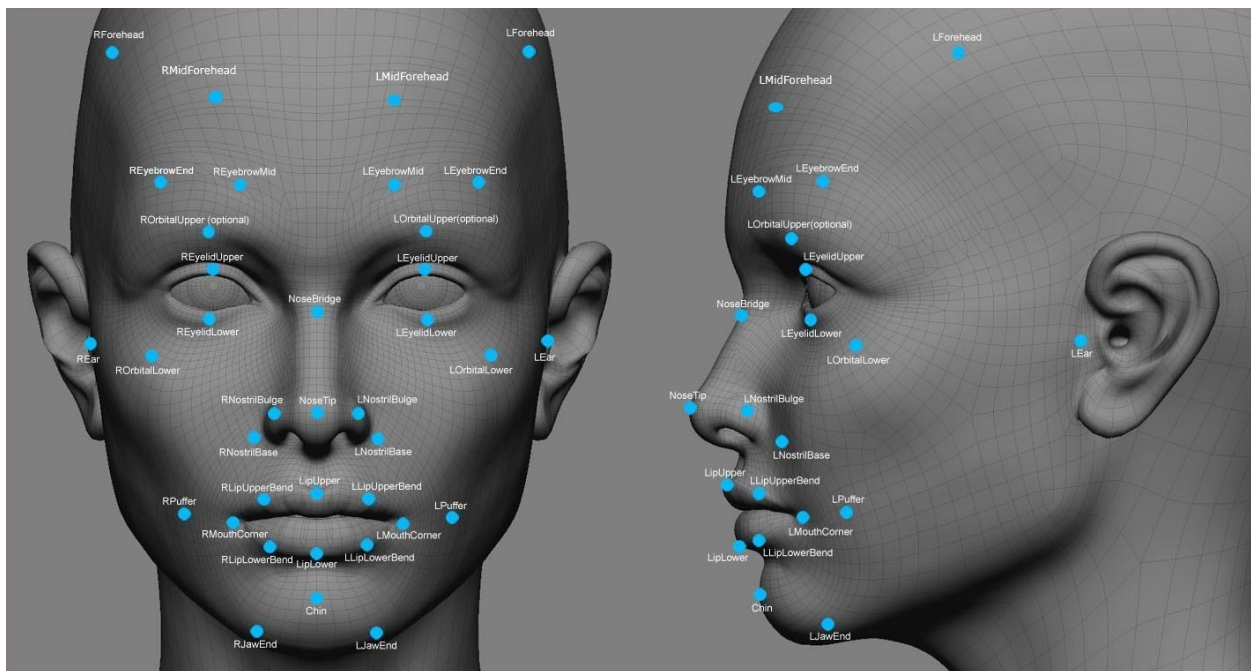 RForehead
LForehead
RMidForehead
LMidForehead
REyebrowEnd
REyebrowMid
LEyebrowMid
LEyebrowEnd
ROrbitalUpper (optional)
LOrbitalUpper(optional)
REyelidUpper
LEyelidUpper
NoseBridge
REyelidLower
LEyelidLower
REar
LEar
ROrbitalLower
LOrbitalLower
RNostrilBulge
NoseTip
LNostrilBulge
RNostrilBase
LNostrilBase
LipUpper
RLipUpperBend
LLipUpperBend
RPuffer
LPuffer
RMouthCorner
LMouthCorner
RLipLowerBend
LipLower
LLipLowerBend
Chin
RJawEnd
LJawEnd
LForehead
LMidForehead
LEyebrowEnd
LEyebrowMid
LOrbitalUpper(optional)
LEyelidUpper
NoseBridge
LEyelidLower
LEar
LOrbitalLower
NoseTip
LNostrilBulge
LNostrilBase
LipUpper
LLipUpperBend
LPuffer
LMouthCorner
LipLower
LLipLowerBend
Chin
LJawEnd